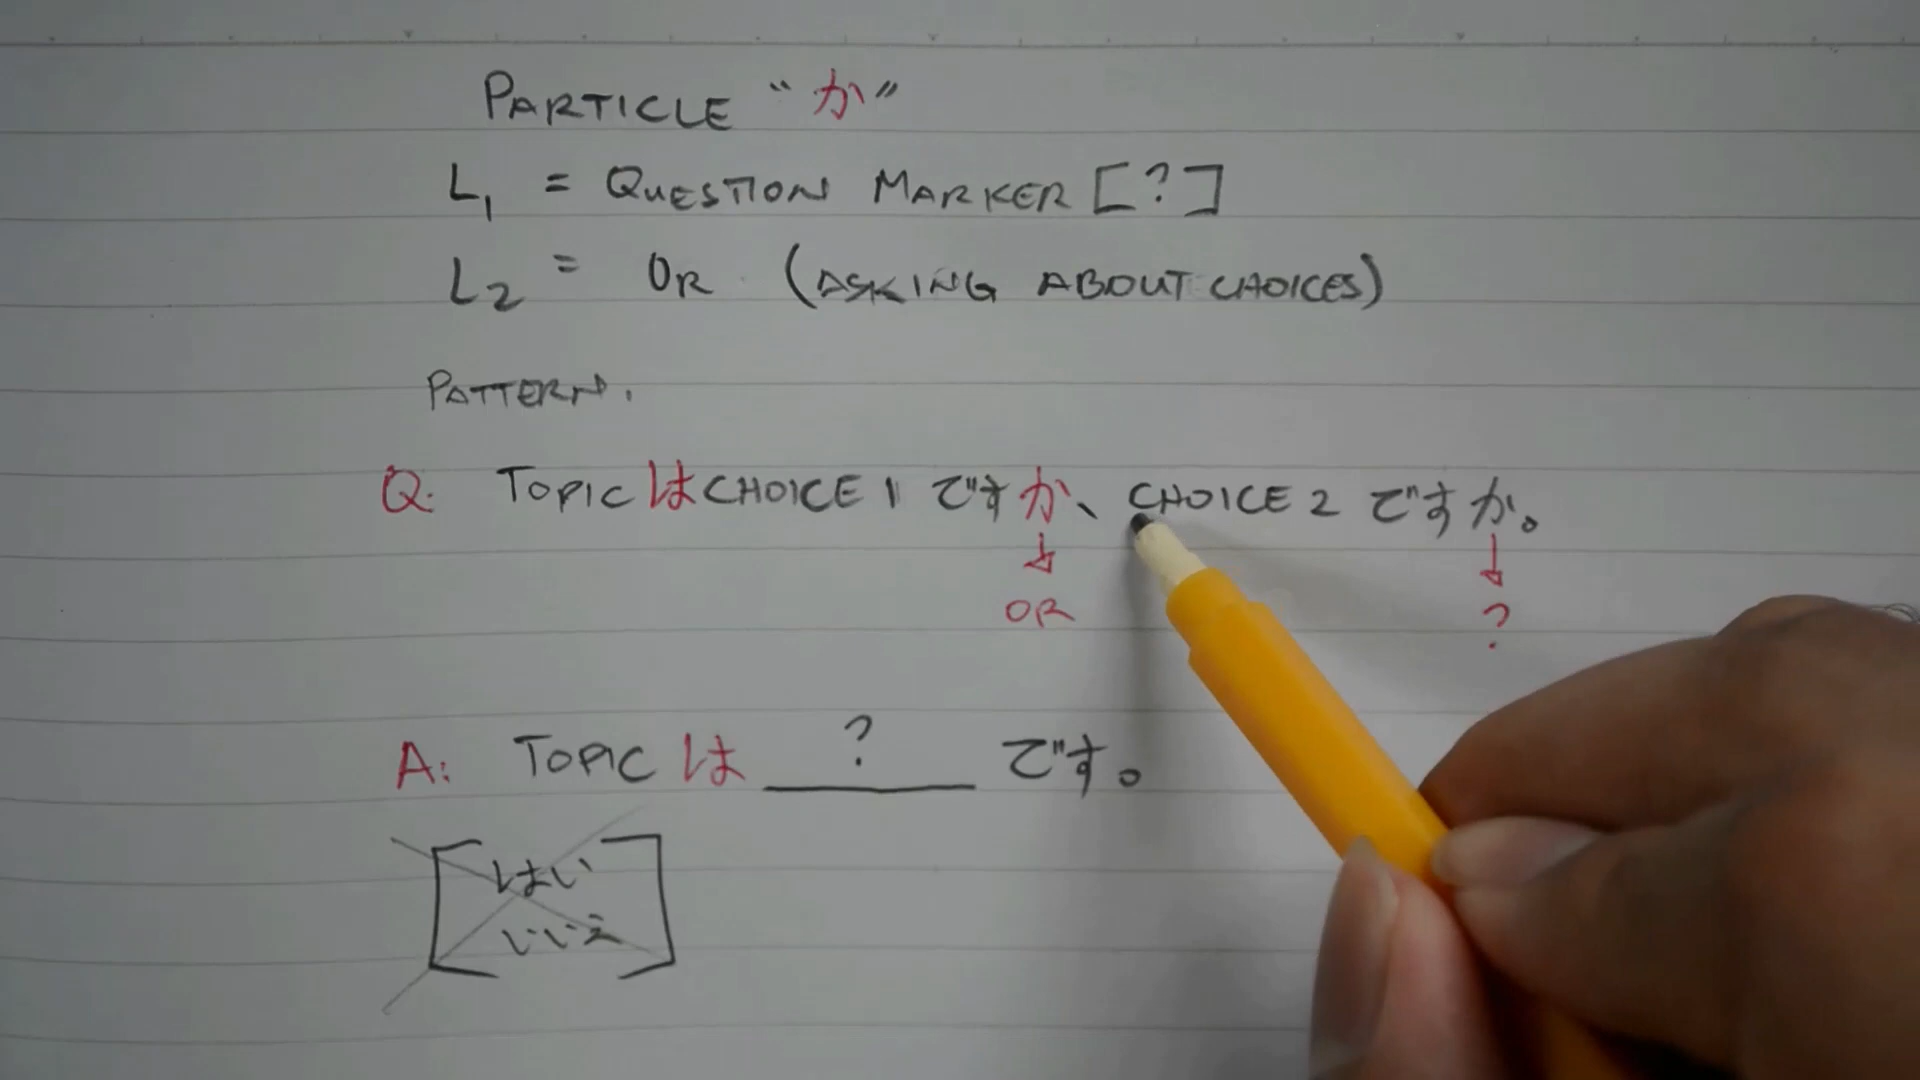 PARTICLE "か"
L1 = QUESTION MARKER [?]
L2 = OR (ASKING ABOUT CHOICES)
PATTERN.
Q: TOPIC は CHOICE 1 ですか、CHOICE 2 ですか。
OR ?
A: TOPIC は ? です。
はい
いいえ